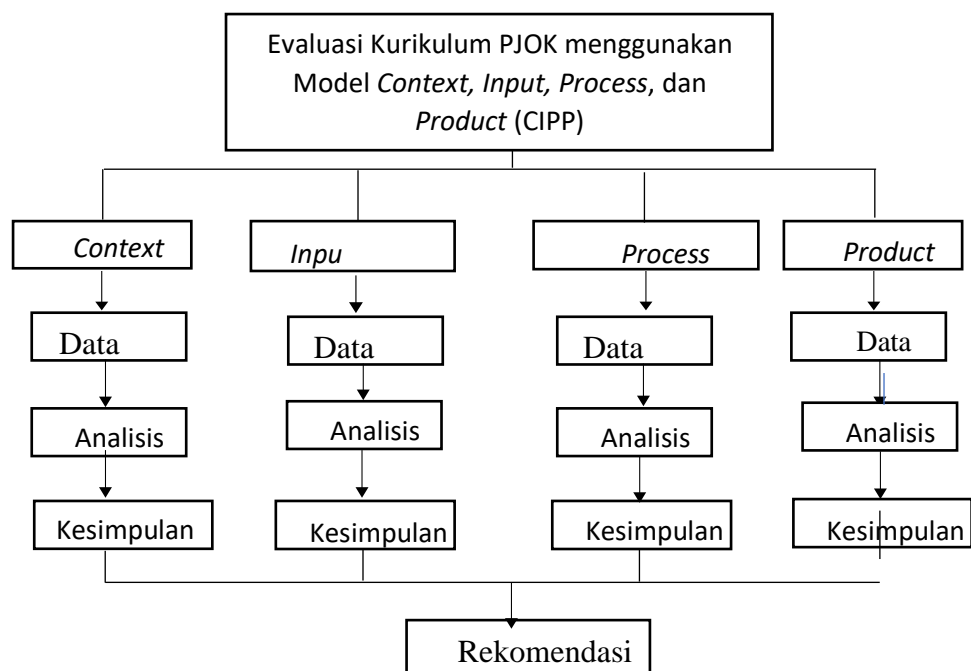 Evaluasi Kurikulum PJOK menggunakan
Model Context, Input, Process, dan
Product (CIPP)
Context
Inpu
Process
Product
Data
Data
Data
Data
Analisis
Analisis
Analisis
Analisis
Kesimpulan
Kesimpulan
Kesimpulan
Kesimpulan
Rekomendasi